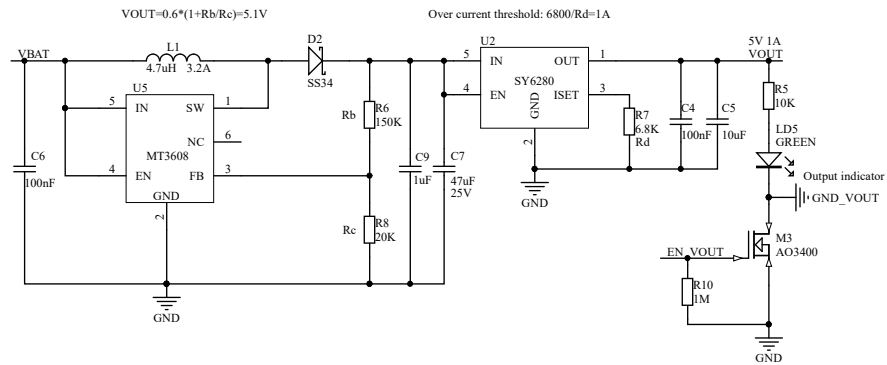 VOUT=0.6*(1+Rb/Rc)=5.1V
Over current threshold: 6800/Rd=1A
VBAT
L1
4.7uH 3.2A
D2
SS34
U5
5 IN SW 1
NC 6
MT3608
4 EN FB 3
GND
2
C6
100nF
Rb
R6
150K
Rc
R8
20K
GND
C9
1uF
C7
47uF
25V
U2
5 IN OUT 1
SY6280
4 EN ISET 3
GND
2
R7
6.8K
Rd
GND
C4
100nF
C5
10uF
5V 1A
VOUT
R5
10K
LD5
GREEN
Output indicator
GND_VOUT
M3
AO3400
EN_VOUT
R10
1M
GND